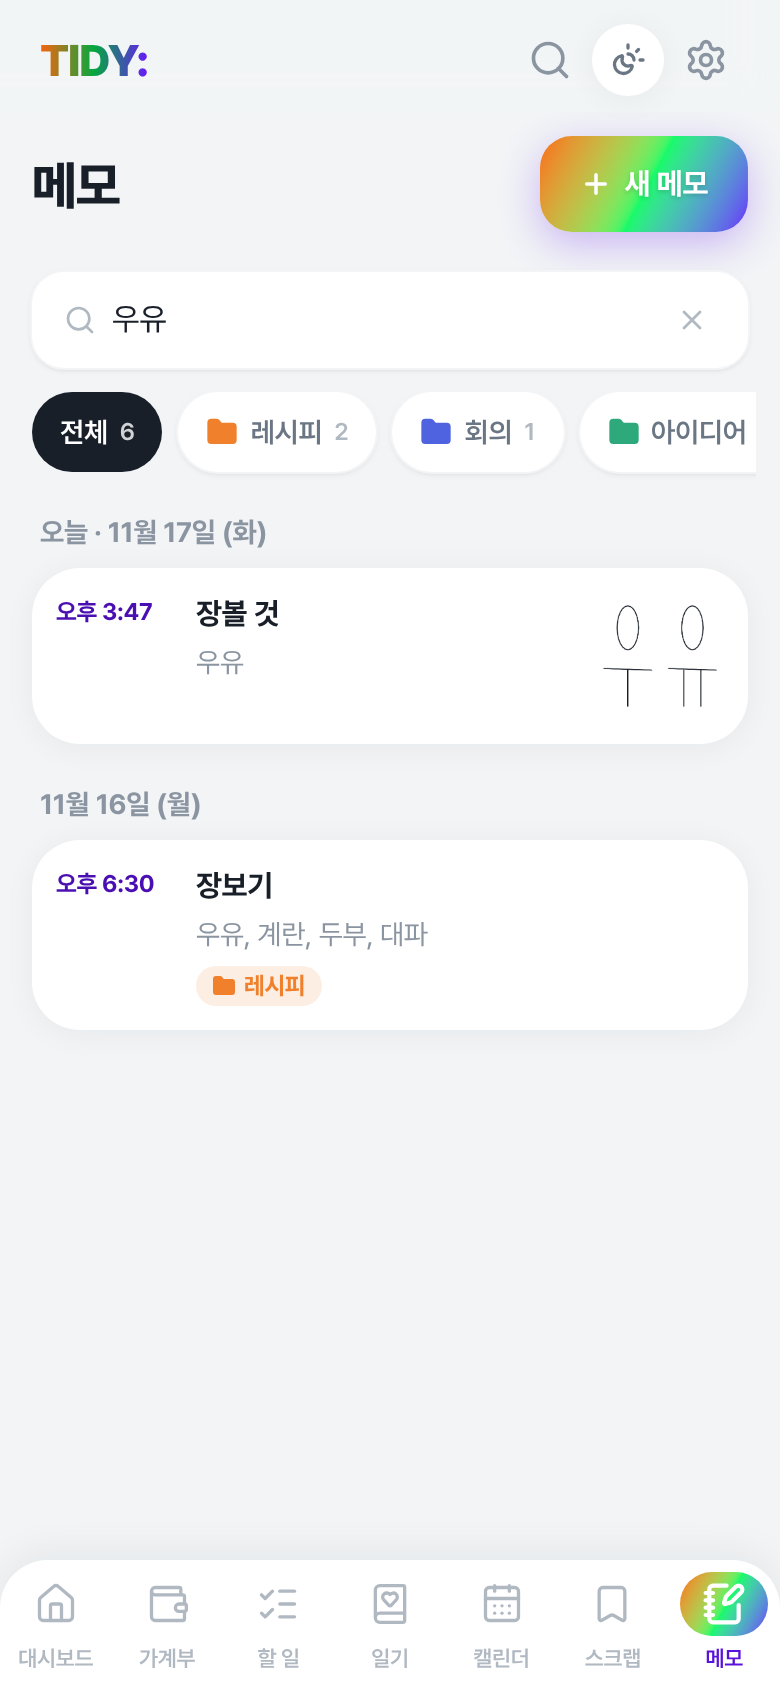 TIDY:
메모
+ 새 메모
우유
전체 6
레시피 2
회의 1
아이디어
오늘 · 11월 17일 (화)
오후 3:47
장볼 것
우유
우유
11월 16일 (월)
오후 6:30
장보기
우유, 계란, 두부, 대파
레시피
대시보드
가계부
할 일
일기
캘린더
스크랩
메모